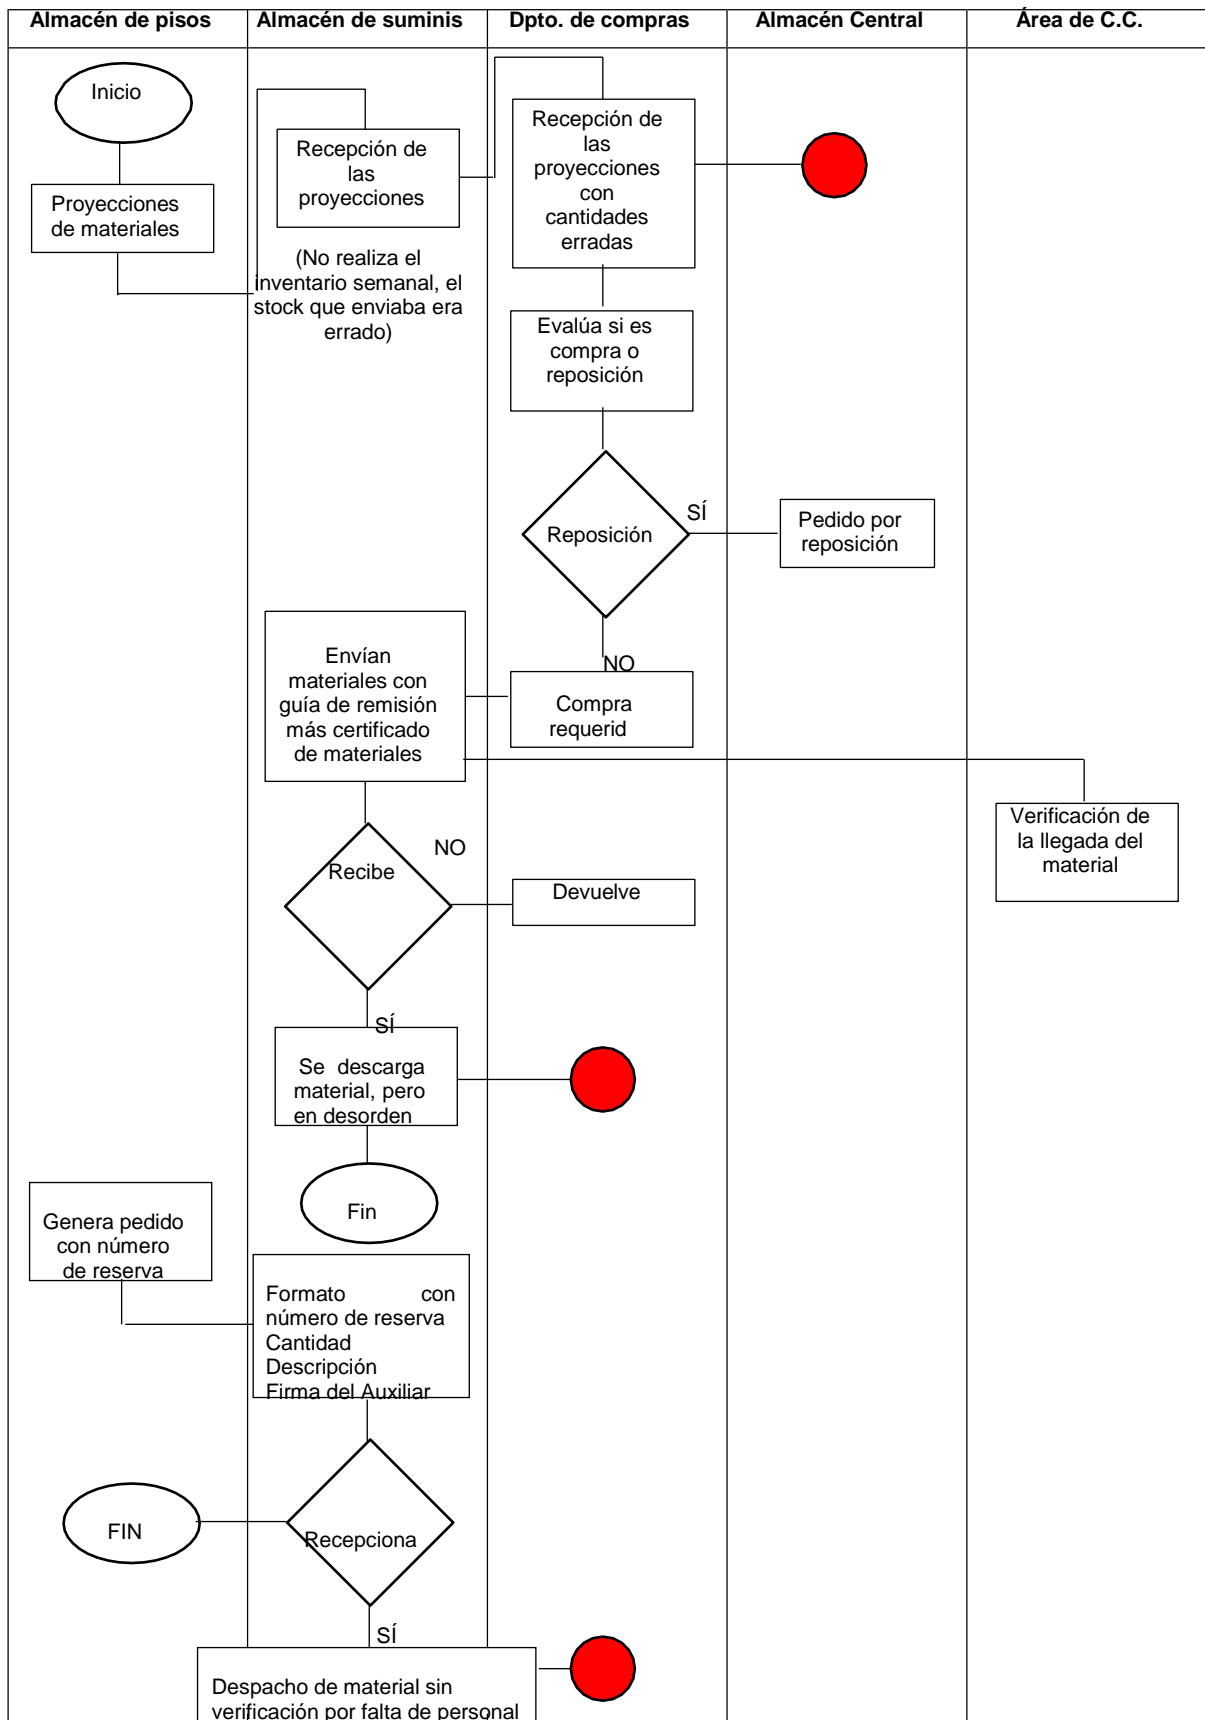 Almacén de pisos
Almacén de suminis
Dpto. de compras
Almacén Central
Área de C.C.
Inicio
Proyecciones
de materiales
Recepción de
las
proyecciones
(No realiza el
inventario semanal, el
stock que enviaba era
errado)
Recepción de
las
proyecciones
con
cantidades
erradas
Evalúa si es
compra o
reposición
Reposición
SÍ
Pedido por
reposición
NO
Compra
requerid
Envían
materiales con
guía de remisión
más certificado
de materiales
Verificación de
la llegada del
material
Recibe
NO
Devuelve
SÍ
Se descarga
material, pero
en desorden
Fin
Genera pedido
con número
de reserva
Formato con
número de reserva
Cantidad
Descripción
Firma del Auxiliar
FIN
Recepciona
SÍ
Despacho de material sin
verificación por falta de personal